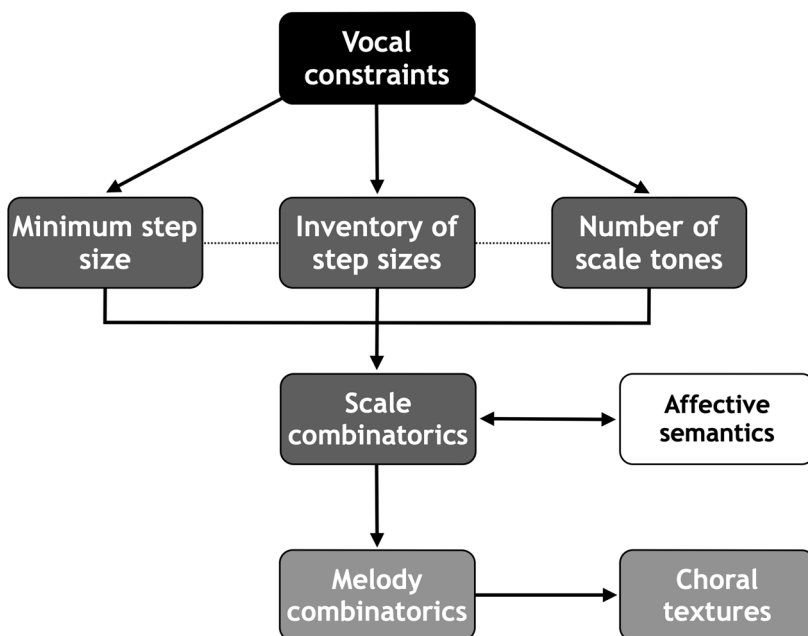 Vocal
constraints
Minimum step
size
Inventory of
step sizes
Number of
scale tones
Scale
combinatorics
Affective
semantics
Melody
combinatorics
Choral
textures